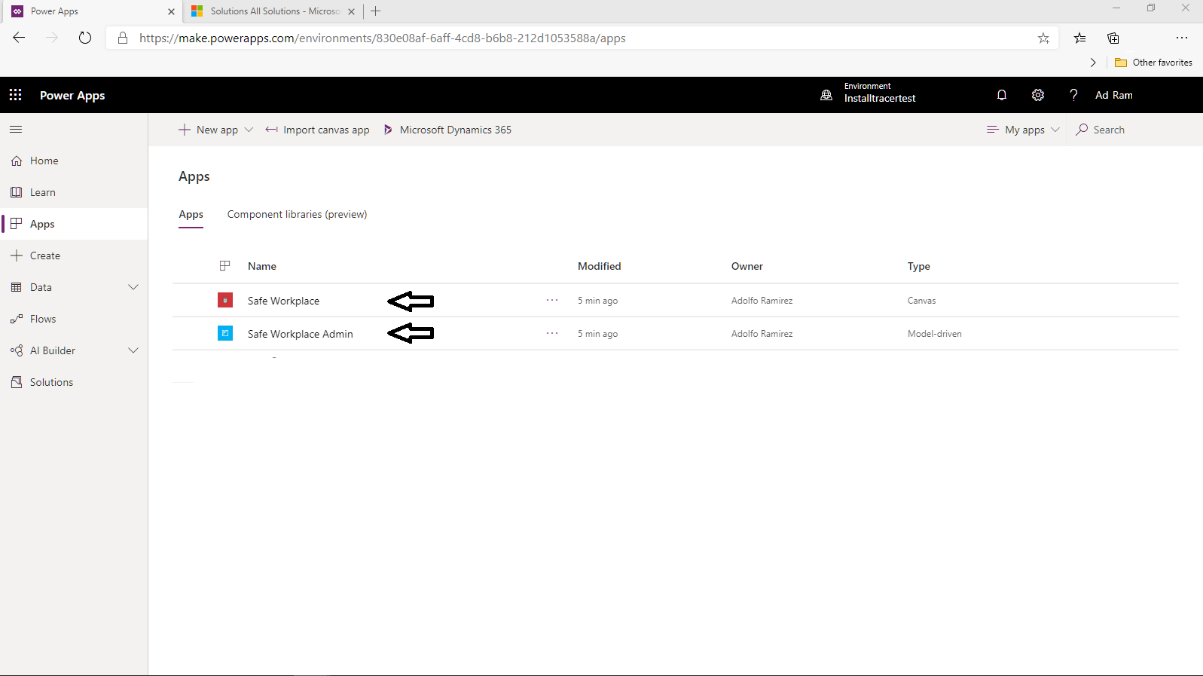 Power Apps
Solutions All Solutions - Microso
https://make.powerapps.com/environments/830e08af-6aff-4cd8-b6b8-212d1053588a/apps
Other favorites
Power Apps
Environment
Installtracertest
? Ad Ram
New app
Import canvas app
Microsoft Dynamics 365
My apps
Search
Home
Learn
Apps
Create
Data
Flows
AI Builder
Solutions
Apps
Apps
Component libraries (preview)
Name Modified Owner Type
Safe Workplace ... 5 min ago Adolfo Ramirez Canvas
Safe Workplace Admin ... 5 min ago Adolfo Ramirez Model-driven